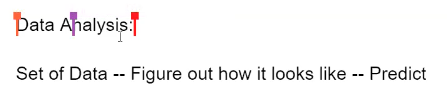 Data Analysis:
Set of Data -- Figure out how it looks like -- Predict